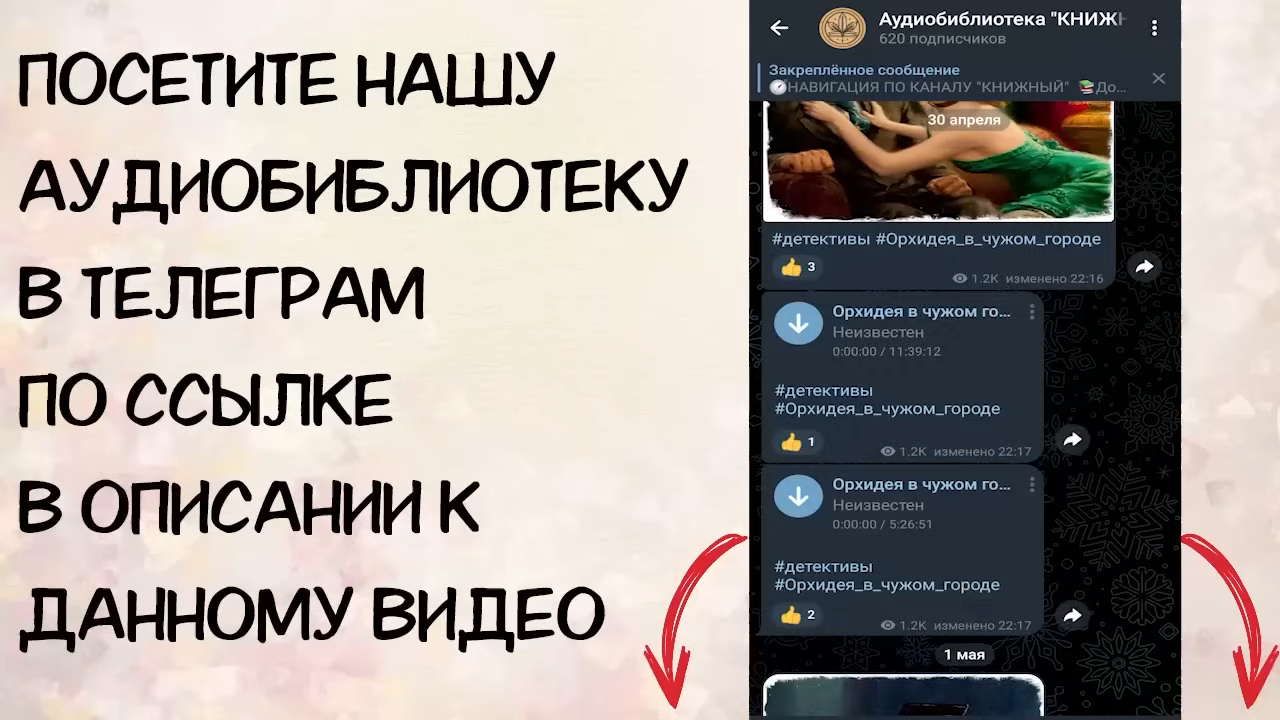 ПОСЕТИТЕ НАШУ
АУДИОБИБЛИОТЕКУ
В ТЕЛЕГРАМ
ПО ССЫЛКЕ
В ОПИСАНИИ К
ДАННОМУ ВИДЕО
Аудиобиблиотека "КНИЖН
620 подписчиков
Закреплённое сообщение
НАВИГАЦИЯ ПО КАНАЛУ "КНИЖНЫЙ" 📚До...
30 апреля
#детективы #Орхидея_в_чужом_городе
👍 3
1.2K изменено 22:16
Орхидея в чужом го...
Неизвестен
0:00:00 / 11:39:12
#детективы
#Орхидея_в_чужом_городе
👍 1
1.2K изменено 22:17
Орхидея в чужом го...
Неизвестен
0:00:00 / 5:26:51
#детективы
#Орхидея_в_чужом_городе
👍 2
1.2K изменено 22:17
1 мая